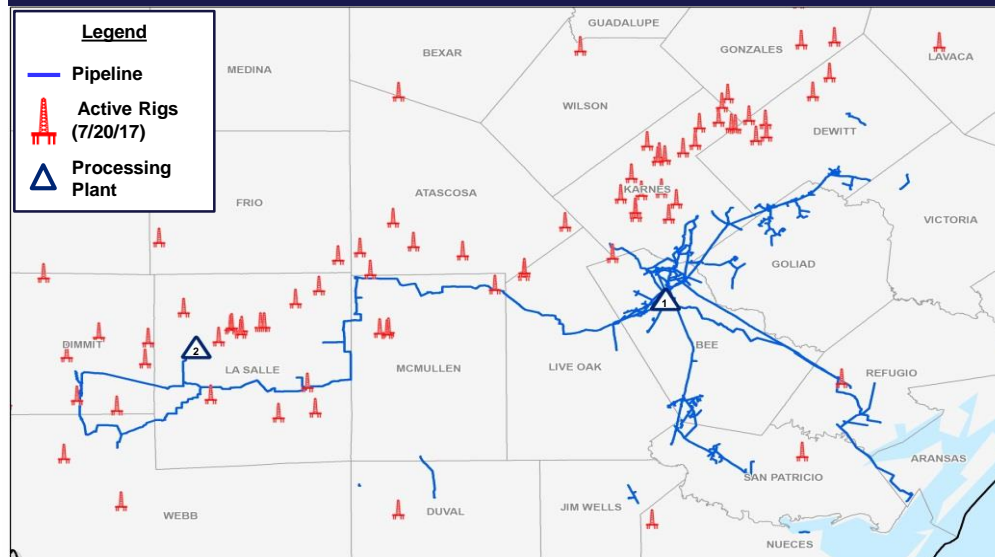 Legend
Pipeline
Active Rigs
(7/20/17)
Processing
Plant
GUADALUPE
BEXAR
GONZALES
LAVACA
MEDINA
WILSON
DEWITT
ATASCOSA
KARNES
FRIO
VICTORIA
GOLIAD
1
2
DIMMIT
LA SALLE
MCMULLEN
LIVE OAK
BEE
REFUGIO
ARANSAS
SAN PATRICIO
WEBB
DUVAL
JIM WELLS
NUECES